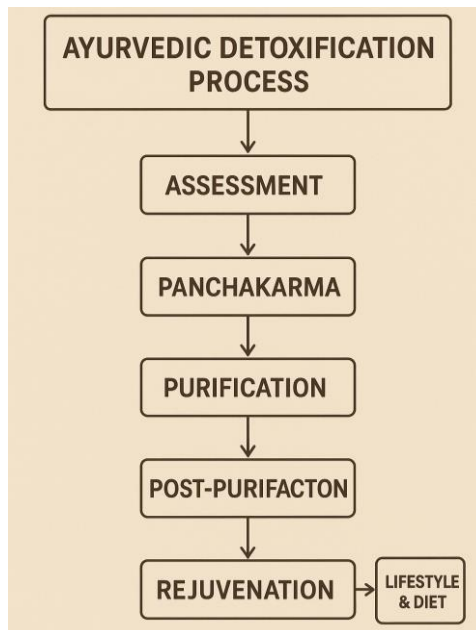 AYURVEDIC DETOXIFICATION
PROCESS
ASSESSMENT
PANCHAKARMA
PURIFICATION
POST-PURIFACTON
REJUVENATION
LIFESTYLE
& DIET